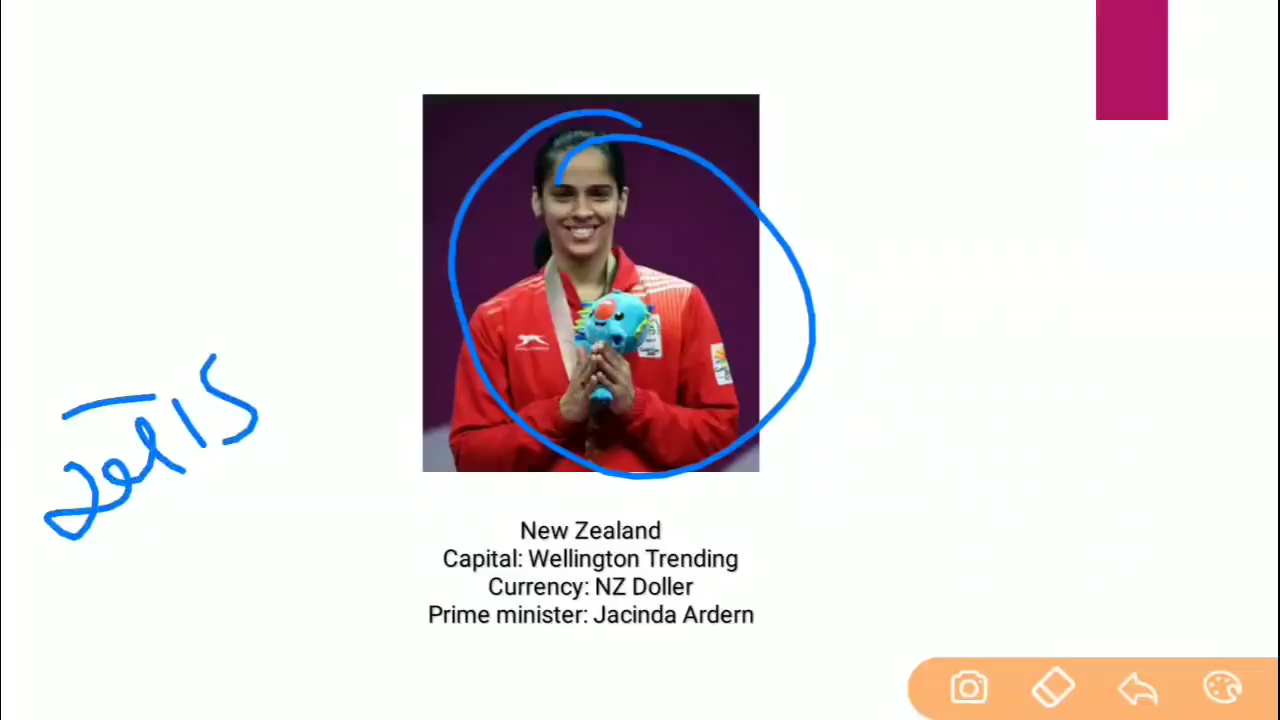 New Zealand
Capital: Wellington Trending
Currency: NZ Doller
Prime minister: Jacinda Ardern